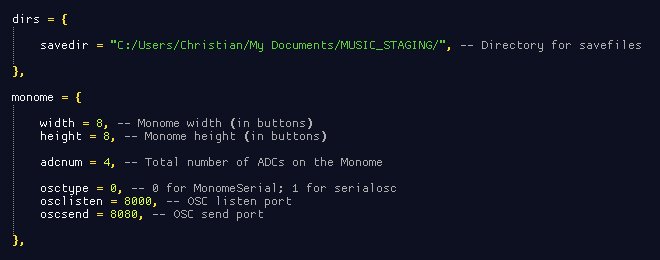 dirs = {
savedir = "C:/Users/Christian/My Documents/MUSIC_STAGING/", -- Directory for savefiles
},
monome = {
width = 8, -- Monome width (in buttons)
height = 8, -- Monome height (in buttons)
adcnum = 4, -- Total number of ADCs on the Monome
osctype = 0, -- 0 for MonomeSerial; 1 for serialosc
osclisten = 8000, -- OSC listen port
oscsend = 8080, -- OSC send port
},